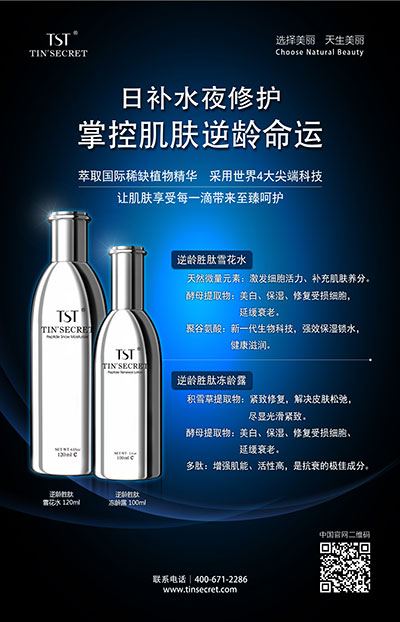 TST®
TIN'SECRET
选择美丽 天生美丽
Choose Natural Beauty
日补水夜修护
掌控肌肤逆龄命运
萃取国际稀缺植物精华 采用世界4大尖端科技
让肌肤享受每一滴带来至臻呵护
逆龄胜肽雪花水
天然微量元素：激发细胞活力、补充肌肤养分。
酵母提取物：美白、保湿、修复受损细胞，
延缓衰老。
聚谷氨酸：新一代生物科技，强效保湿锁水，
健康滋润。
TST®
TIN'SECRET
Peptide Snow Moisturizer
120ml ℮
TST®
TIN'SECRET
Peptide Renewal Lotion
100ml ℮
逆龄胜肽冻龄露
积雪草提取物：紧致修复，解决皮肤松弛，
尽显光滑紧致。
酵母提取物：美白、保湿、修复受损细胞、
延缓衰老。
多肽：增强肌能、活性高，是抗衰的极佳成分。
逆龄胜肽
雪花水 120ml
逆龄胜肽
冻龄露 100ml
中国官网二维码
联系电话｜400-671-2286
www.tinsecret.com